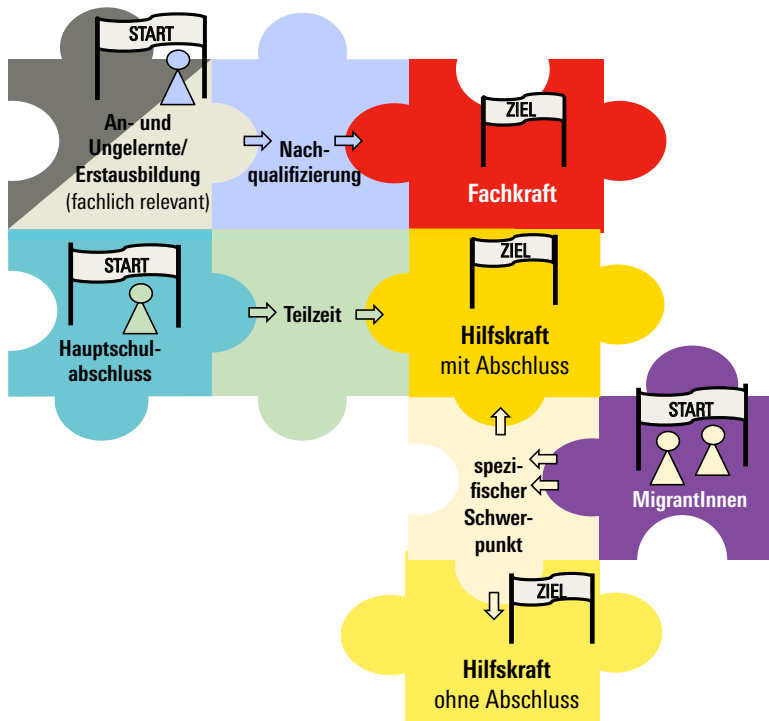 START
An- und
Ungelernte/
Erstausbildung
(fachlich relevant)
Nach-
qualifizierung
ZIEL
Fachkraft
START
Hauptschul-
abschluss
Teilzeit
ZIEL
Hilfskraft
mit Abschluss
START
MigrantInnen
spezi-
fischer
Schwer-
punkt
ZIEL
Hilfskraft
ohne Abschluss